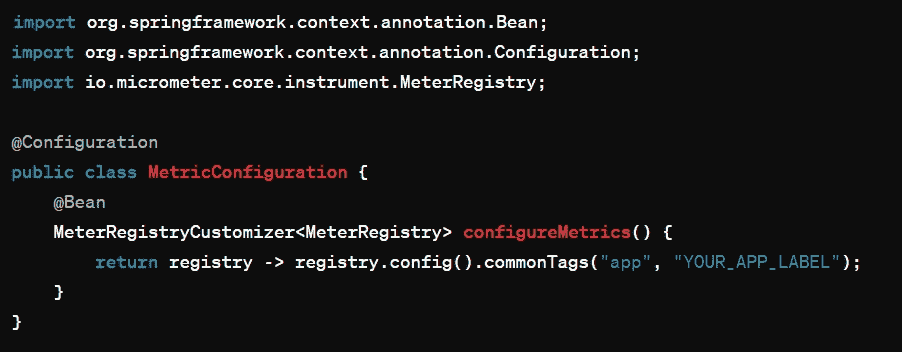 import org.springframework.context.annotation.Bean;
import org.springframework.context.annotation.Configuration;
import io.micrometer.core.instrument.MeterRegistry;
@Configuration
public class MetricConfiguration {
@Bean
MeterRegistryCustomizer<MeterRegistry> configureMetrics() {
return registry -> registry.config().commonTags("app", "YOUR_APP_LABEL");
}
}